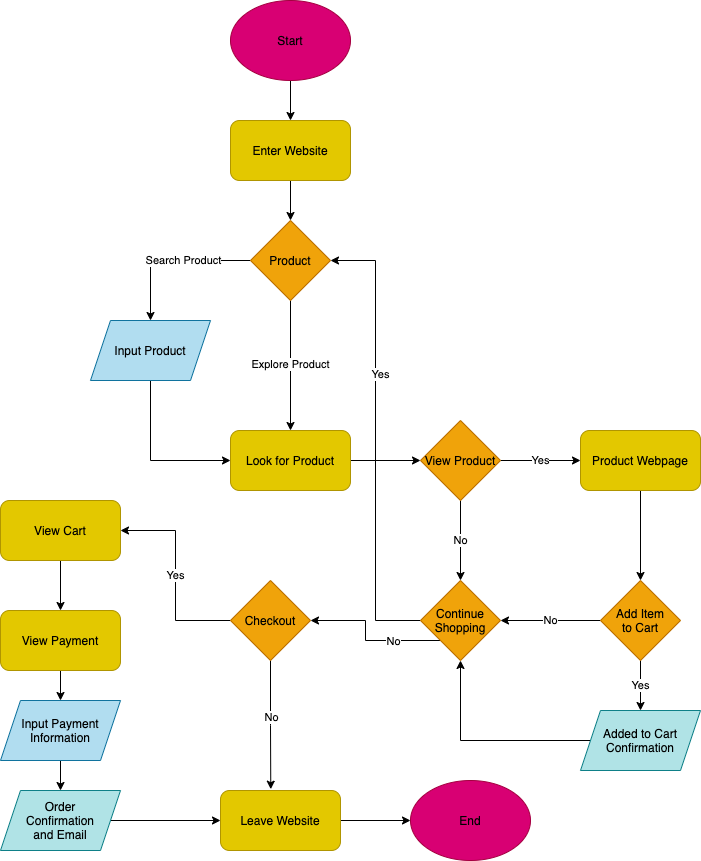 Start
Enter Website
Search Product
Product
Input Product
Explore Product
Yes
Look for Product
View Product
Yes
Product Webpage
View Cart
No
Yes
View Payment
Checkout
No
Continue
Shopping
No
Add Item
to Cart
Yes
Input Payment
Information
No
Added to Cart
Confirmation
Order
Confirmation
and Email
Leave Website
End